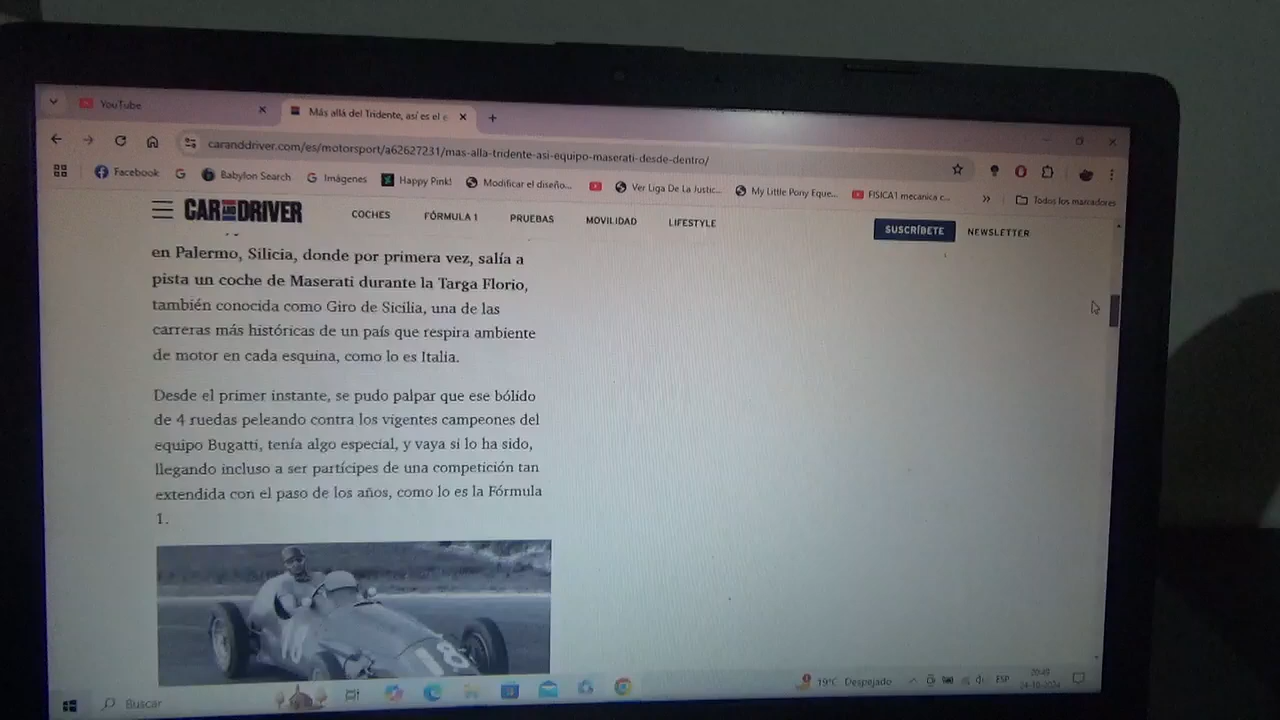 YouTube
Más allá del Tridente, así es el e
caranddriver.com/es/motorsport/a62627231/mas-alla-tridente-asi-equipo-maserati-desde-dentro/
Facebook
Babylon Search
Imágenes
Happy Pink!
Modificar el diseño...
Ver Liga De La Justic...
My Little Pony Eque...
FISICA1 mecanica c...
Todos los marcadores
CAR AND DRIVER
COCHES
FÓRMULA 1
PRUEBAS
MOVILIDAD
LIFESTYLE
SUSCRÍBETE
NEWSLETTER
en Palermo, Silicia, donde por primera vez, salía a
pista un coche de Maserati durante la Targa Florio,
también conocida como Giro de Sicilia, una de las
carreras más históricas de un país que respira ambiente
de motor en cada esquina, como lo es Italia.
Desde el primer instante, se pudo palpar que ese bólido
de 4 ruedas peleando contra los vigentes campeones del
equipo Bugatti, tenía algo especial, y vaya si lo ha sido,
llegando incluso a ser partícipes de una competición tan
extendida con el paso de los años, como lo es la Fórmula
1.
18
Buscar
19°C Despejado
ESP
24-10-2024